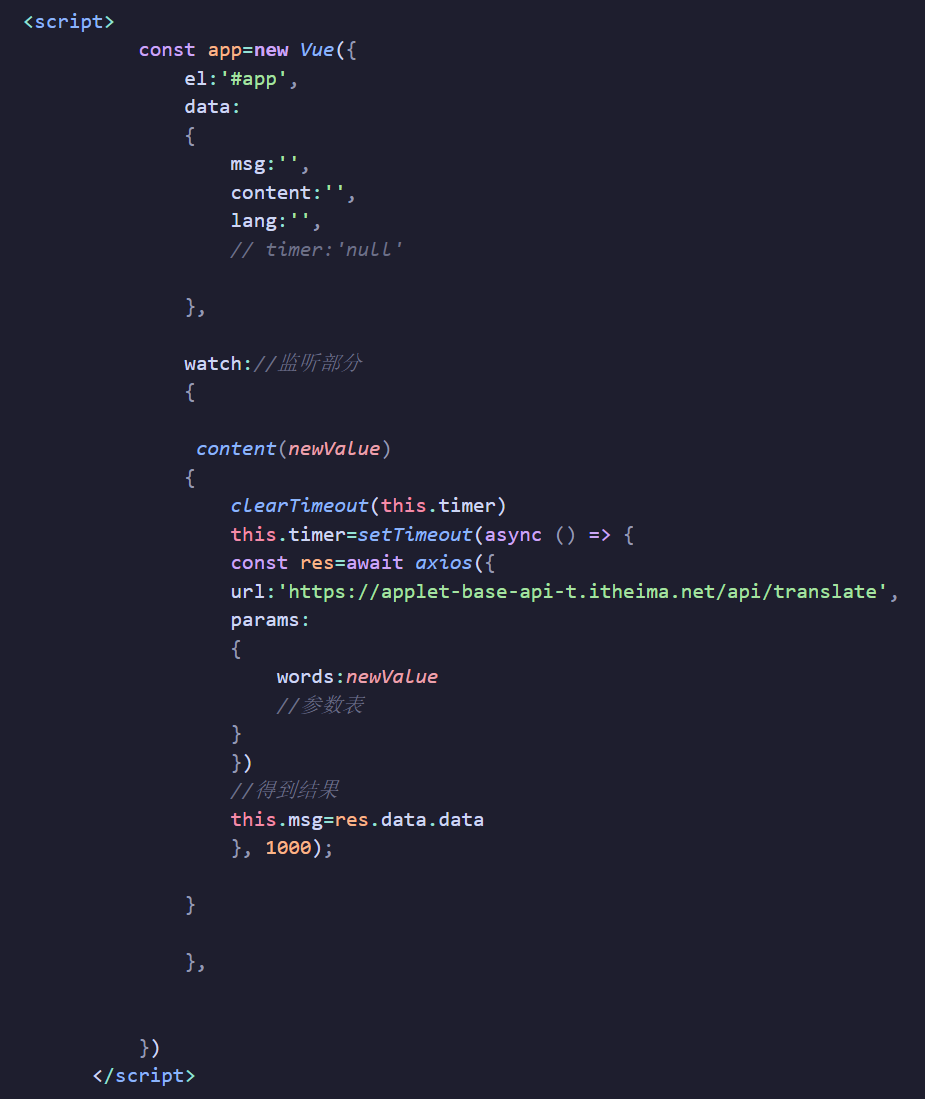 <script>
const app=new Vue({
el:'#app',
data:
{
msg:'',
content:'',
lang:'',
// timer:'null'
},
watch://监听部分
{
content(newValue)
{
clearTimeout(this.timer)
this.timer=setTimeout(async () => {
const res=await axios({
url:'https://applet-base-api-t.itheima.net/api/translate',
params:
{
words:newValue
//参数表
}
})
//得到结果
this.msg=res.data.data
}, 1000);
}
},
})
</script>